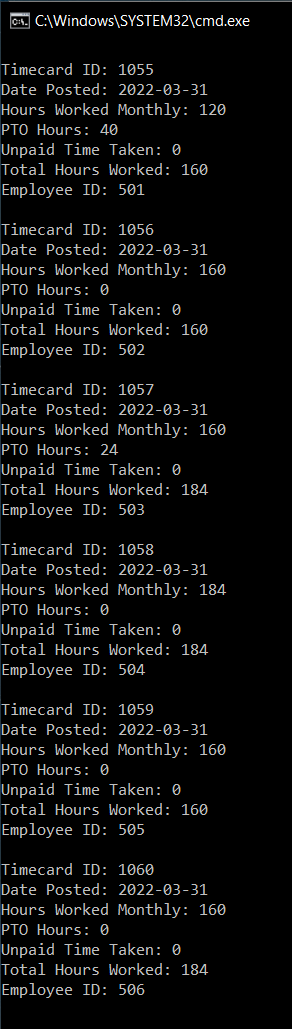 C:\Windows\SYSTEM32\cmd.exe
Timecard ID: 1055
Date Posted: 2022-03-31
Hours Worked Monthly: 120
PTO Hours: 40
Unpaid Time Taken: 0
Total Hours Worked: 160
Employee ID: 501
Timecard ID: 1056
Date Posted: 2022-03-31
Hours Worked Monthly: 160
PTO Hours: 0
Unpaid Time Taken: 0
Total Hours Worked: 160
Employee ID: 502
Timecard ID: 1057
Date Posted: 2022-03-31
Hours Worked Monthly: 160
PTO Hours: 24
Unpaid Time Taken: 0
Total Hours Worked: 184
Employee ID: 503
Timecard ID: 1058
Date Posted: 2022-03-31
Hours Worked Monthly: 184
PTO Hours: 0
Unpaid Time Taken: 0
Total Hours Worked: 184
Employee ID: 504
Timecard ID: 1059
Date Posted: 2022-03-31
Hours Worked Monthly: 160
PTO Hours: 0
Unpaid Time Taken: 0
Total Hours Worked: 160
Employee ID: 505
Timecard ID: 1060
Date Posted: 2022-03-31
Hours Worked Monthly: 160
PTO Hours: 0
Unpaid Time Taken: 0
Total Hours Worked: 184
Employee ID: 506